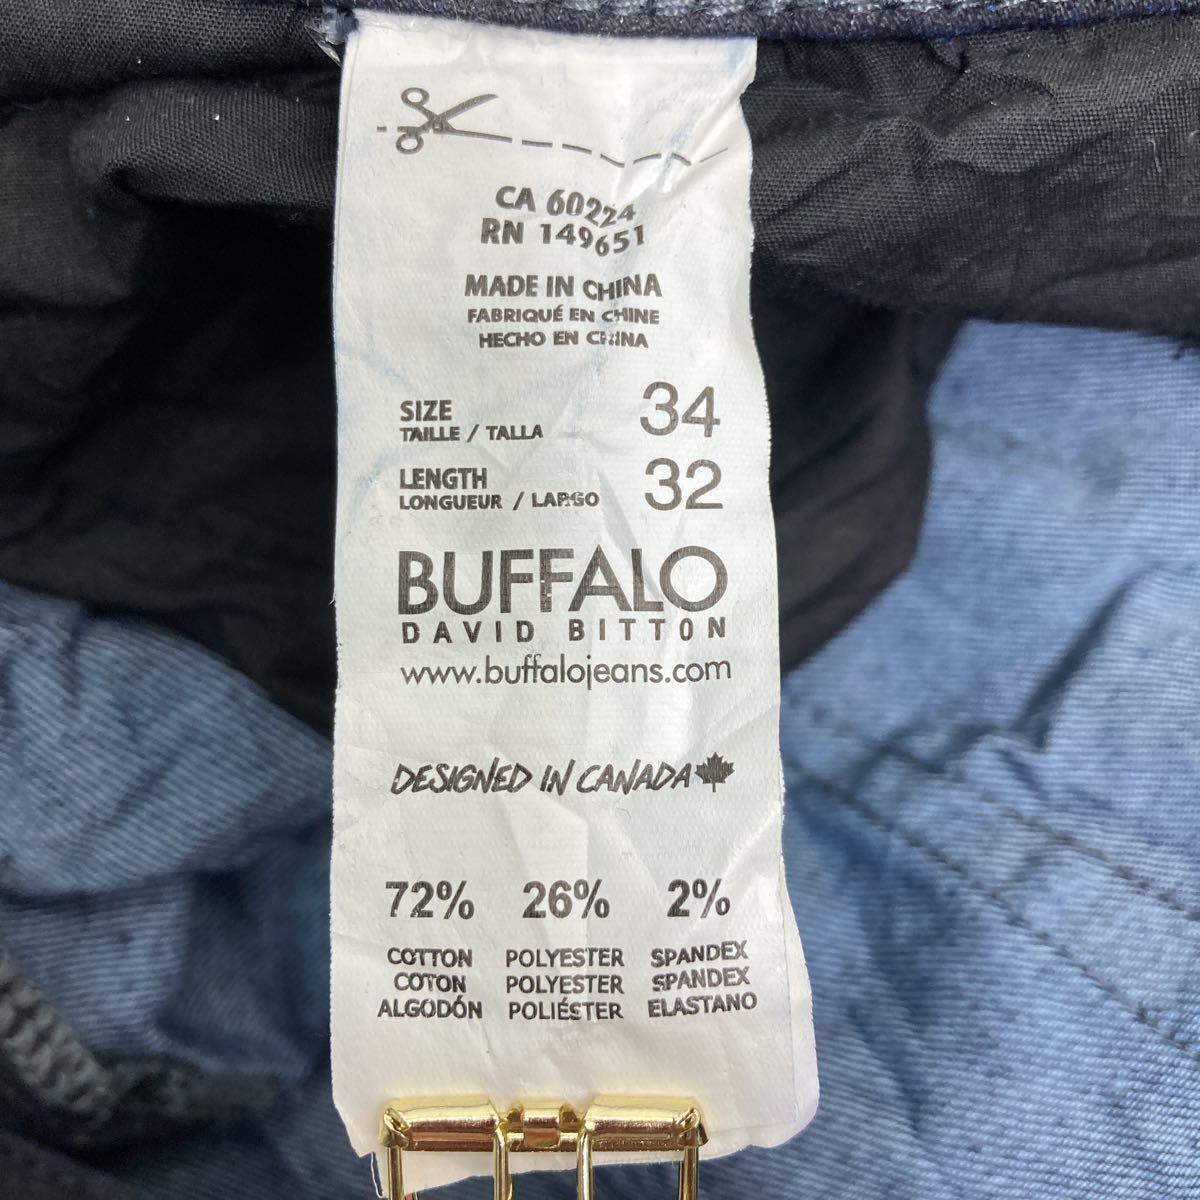 CA 60224
RN 149651
MADE IN CHINA
FABRIQUÉ EN CHINE
HECHO EN CHINA
SIZE 34
TAILLE / TALLA
LENGTH 32
LONGUEUR / LARGO
BUFFALO
DAVID BITTON
www.buffalojeans.com
DESIGNED IN CANADA
72% 26% 2%
COTTON POLYESTER SPANDEX
COTON POLYESTER SPANDEX
ALGODÓN POLIÉSTER ELASTANO